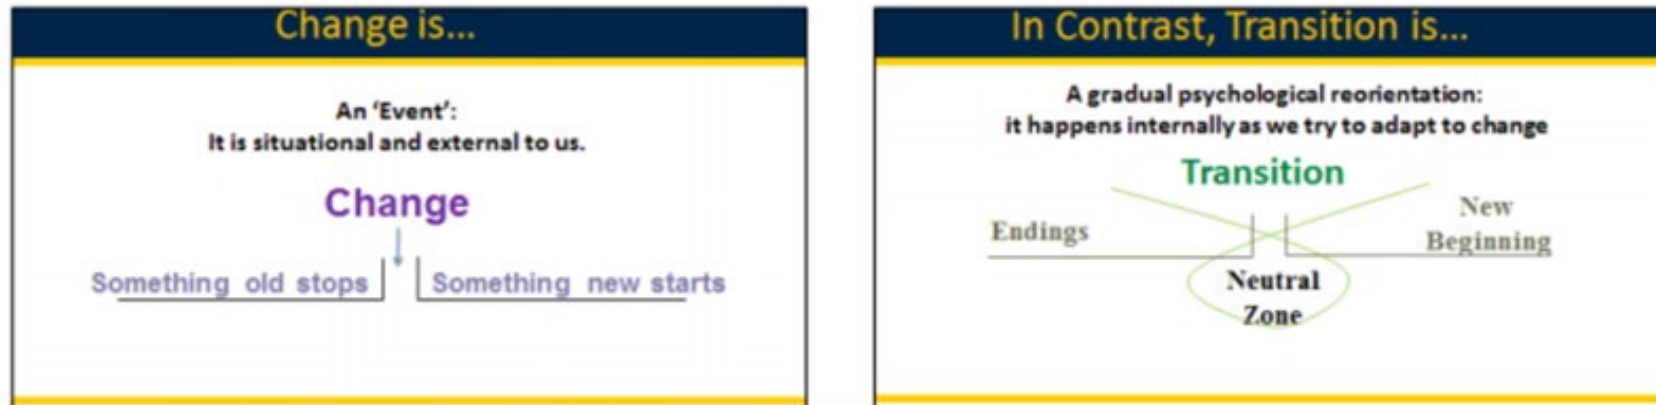 Change is...
An 'Event':
It is situational and external to us.
Change
Something old stops
Something new starts
In Contrast, Transition is...
A gradual psychological reorientation:
it happens internally as we try to adapt to change
Transition
Endings
New
Beginning
Neutral
Zone